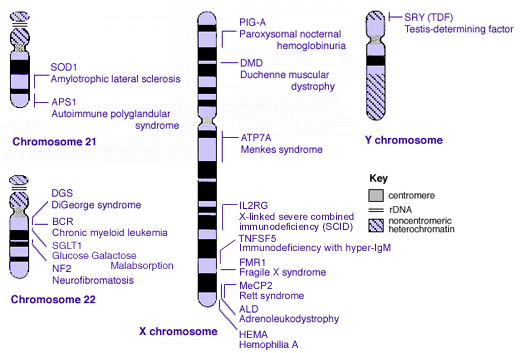 SOD1
Amylotrophic lateral sclerosis
APS1
Autoimmune polyglandular
syndrome
Chromosome 21
DGS
DiGeorge syndrome
BCR
Chronic myeloid leukemia
SGLT1
Glucose Galactose
Malabsorption
NF2
Neurofibromatosis
Chromosome 22
PIG-A
Paroxysomal nocternal
hemoglobinuria
DMD
Duchenne muscular
dystrophy
ATP7A
Menkes syndrome
IL2RG
X-linked severe combined
immunodeficiency (SCID)
TNFSF5
Immunodeficiency with hyper-IgM
FMR1
Fragile X syndrome
MeCP2
Rett syndrome
ALD
Adrenoleukodystrophy
HEMA
Hemophilia A
X chromosome
SRY (TDF)
Testis-determining factor
Y chromosome
Key
centromere
rDNA
noncentromeric
heterochromatin